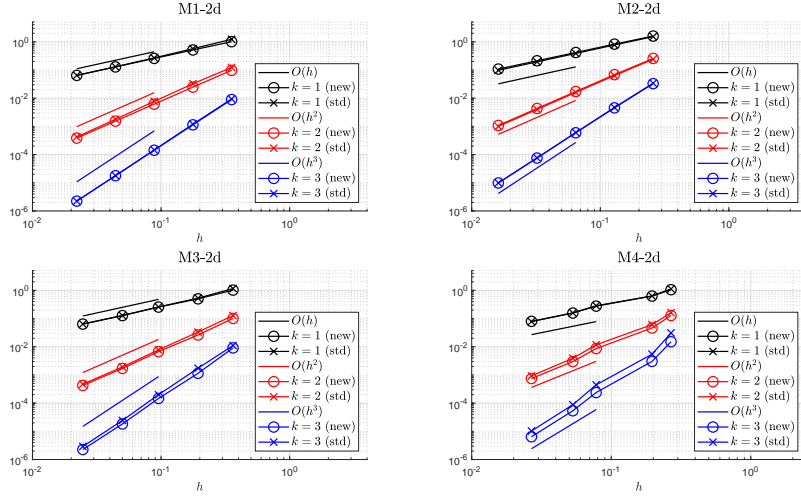 M1-2d
10^0
10^-2
10^-4
10^-6
10^-2
10^-1
10^0
h
O(h)
k = 1 (new)
k = 1 (std)
O(h^2)
k = 2 (new)
k = 2 (std)
O(h^3)
k = 3 (new)
k = 3 (std)
M2-2d
10^0
10^-2
10^-4
10^-6
10^-2
10^-1
10^0
h
O(h)
k = 1 (new)
k = 1 (std)
O(h^2)
k = 2 (new)
k = 2 (std)
O(h^3)
k = 3 (new)
k = 3 (std)
M3-2d
10^0
10^-2
10^-4
10^-6
10^-2
10^-1
10^0
h
O(h)
k = 1 (new)
k = 1 (std)
O(h^2)
k = 2 (new)
k = 2 (std)
O(h^3)
k = 3 (new)
k = 3 (std)
M4-2d
10^0
10^-2
10^-4
10^-6
10^-2
10^-1
10^0
h
O(h)
k = 1 (new)
k = 1 (std)
O(h^2)
k = 2 (new)
k = 2 (std)
O(h^3)
k = 3 (new)
k = 3 (std)